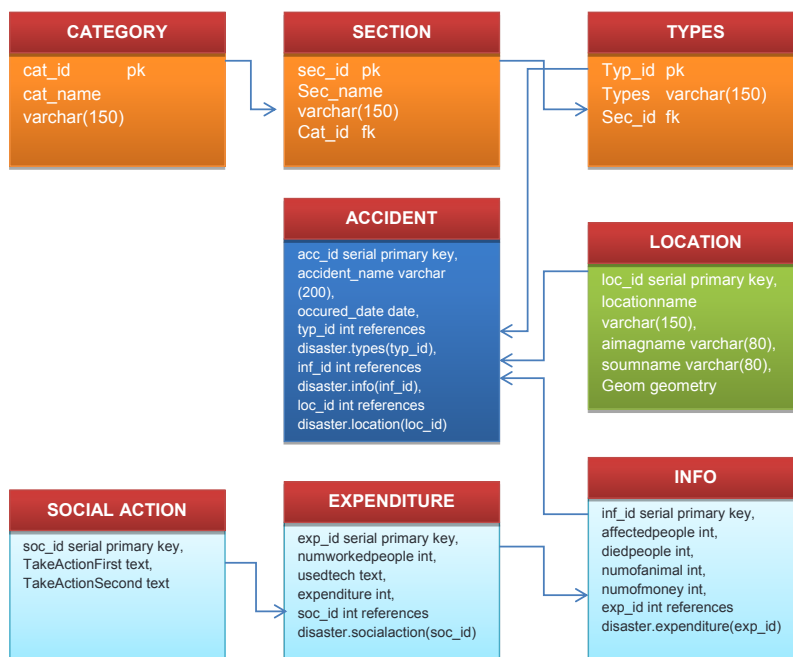 CATEGORY
cat_id pk
cat_name
varchar(150)
SECTION
sec_id pk
Sec_name
varchar(150)
Cat_id fk
TYPES
Typ_id pk
Types varchar(150)
Sec_id fk
ACCIDENT
acc_id serial primary key,
accident_name varchar
(200),
occured_date date,
typ_id int references
disaster.types(typ_id),
inf_id int references
disaster.info(inf_id),
loc_id int references
disaster.location(loc_id)
LOCATION
loc_id serial primary key,
locationname
varchar(150),
aimagname varchar(80),
soumname varchar(80),
Geom geometry
SOCIAL ACTION
soc_id serial primary key,
TakeActionFirst text,
TakeActionSecond text
EXPENDITURE
exp_id serial primary key,
numworkedpeople int,
usedtech text,
expenditure int,
soc_id int references
disaster.socialaction(soc_id)
INFO
inf_id serial primary key,
affectedpeople int,
diedpeople int,
numofanimal int,
numofmoney int,
exp_id int references
disaster.expenditure(exp_id)